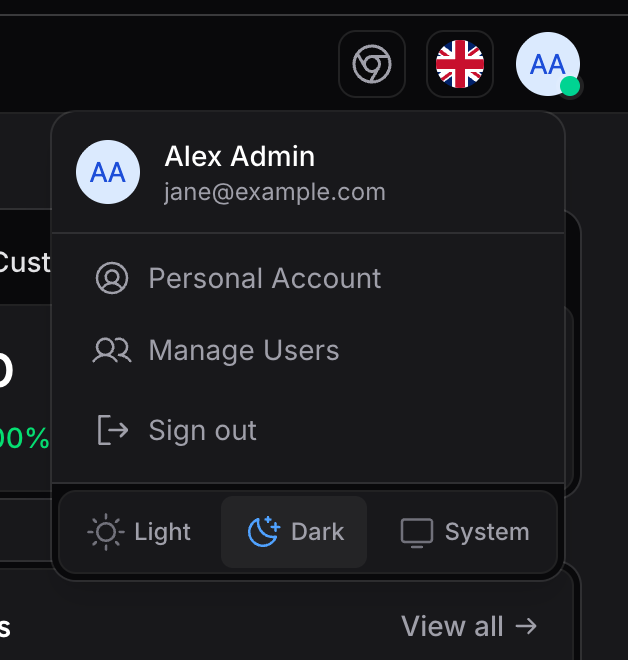 AA
AA
Alex Admin
jane@example.com
Cust
Personal Account
Manage Users
00%
Sign out
Light
Dark
System
s
View all →